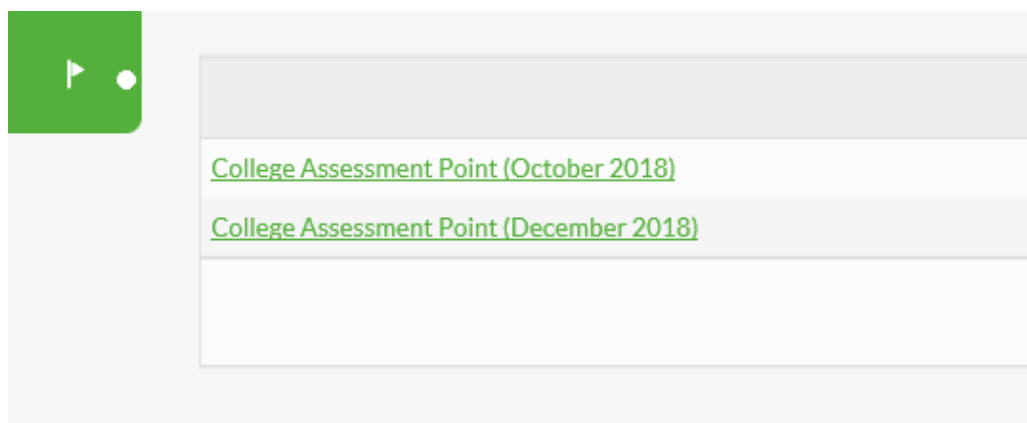 College Assessment Point (October 2018)
College Assessment Point (December 2018)